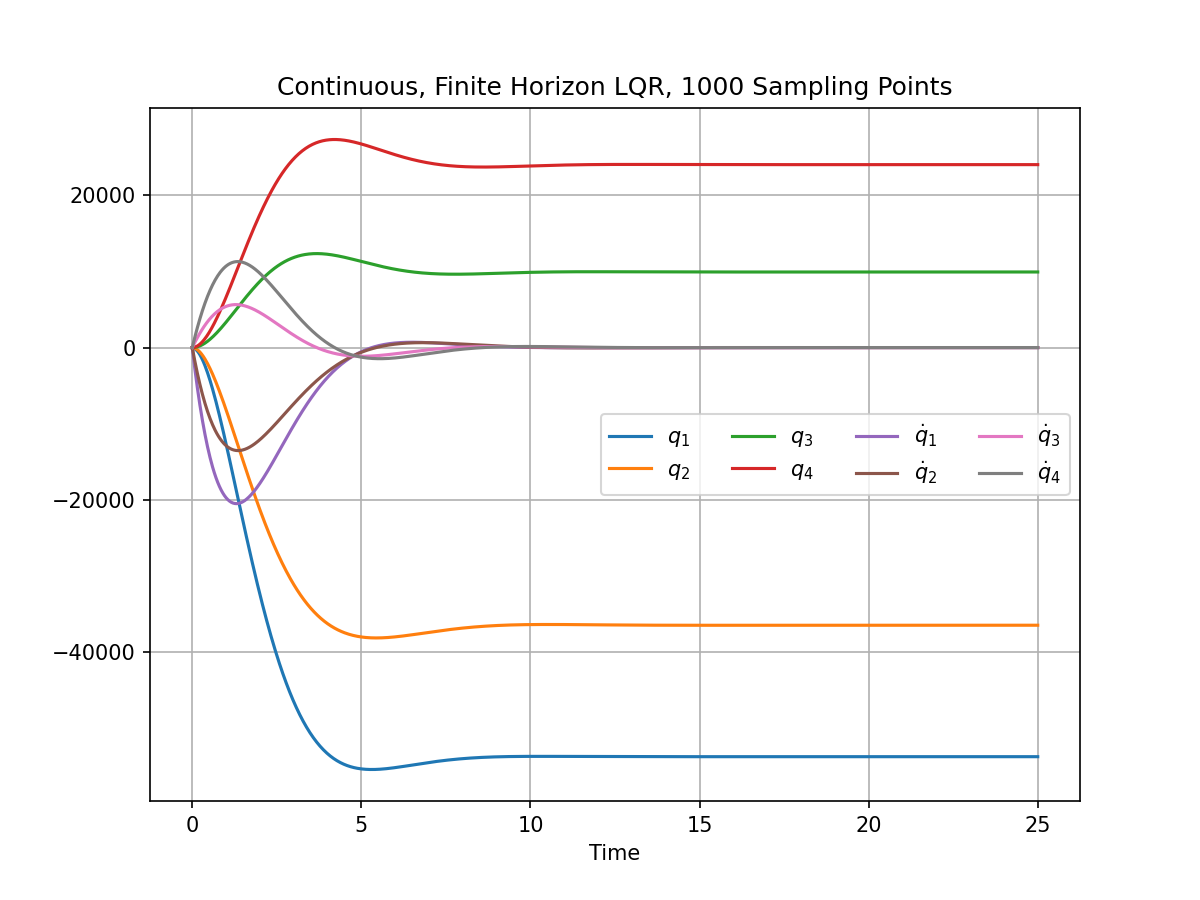 Continuous, Finite Horizon LQR, 1000 Sampling Points
20000
0
−20000
−40000
q₁ q₃ q̇₁ q̇₃
q₂ q₄ q̇₂ q̇₄
0 5 10 15 20 25
Time